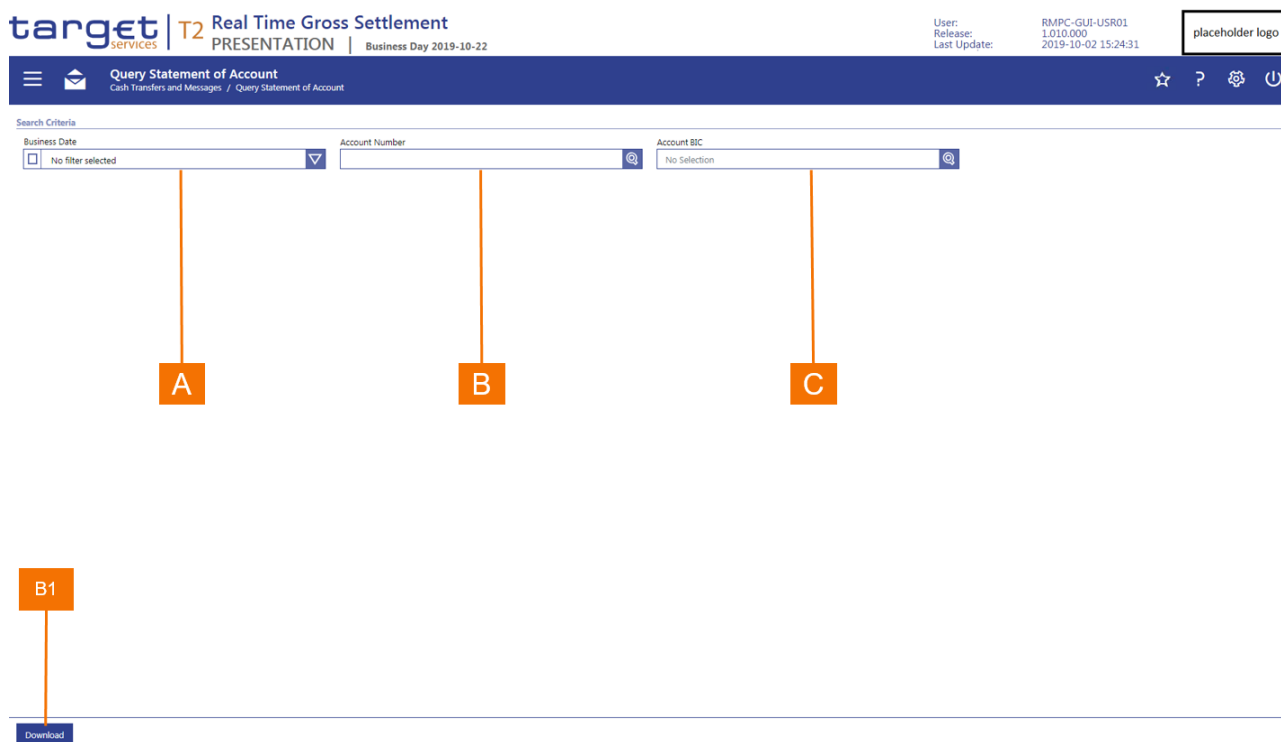 target services T2 Real Time Gross Settlement
PRESENTATION | Business Day 2019-10-22
User: RMPC-GUI-USR01
Release: 1.010.000
Last Update: 2019-10-02 15:24:31
placeholder logo
Query Statement of Account
Cash Transfers and Messages / Query Statement of Account
?
Search Criteria
Business Date Account Number Account BIC
No filter selected No Selection
A B C
B1
Download